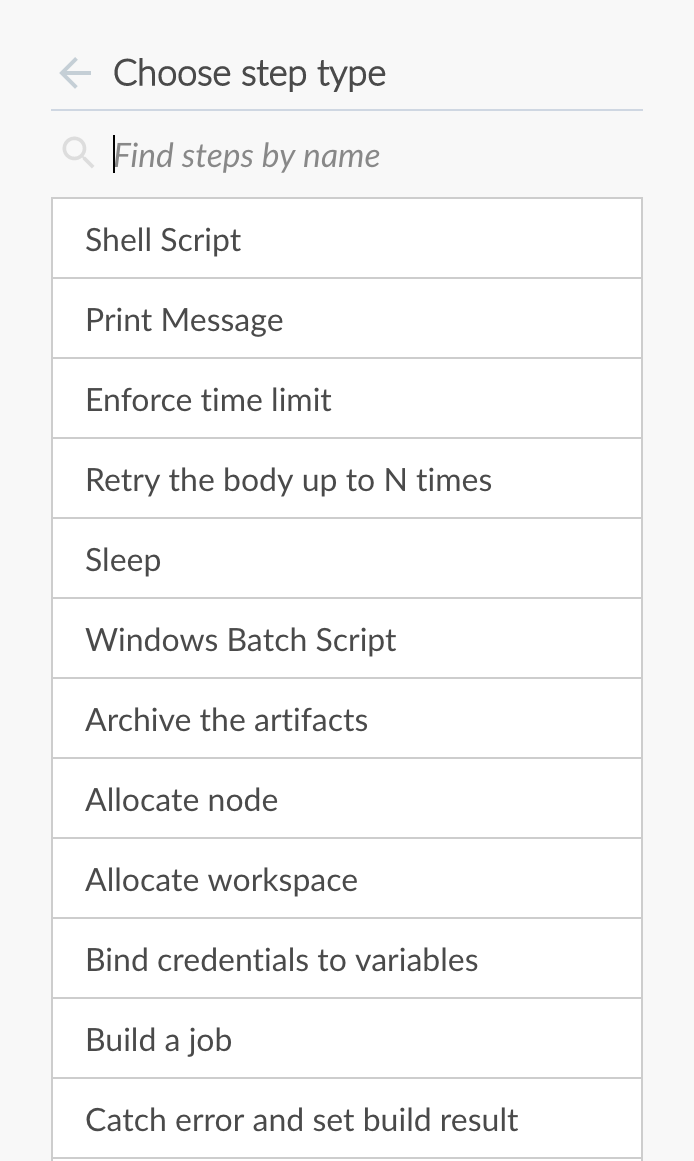 Choose step type
Find steps by name
Shell Script
Print Message
Enforce time limit
Retry the body up to N times
Sleep
Windows Batch Script
Archive the artifacts
Allocate node
Allocate workspace
Bind credentials to variables
Build a job
Catch error and set build result